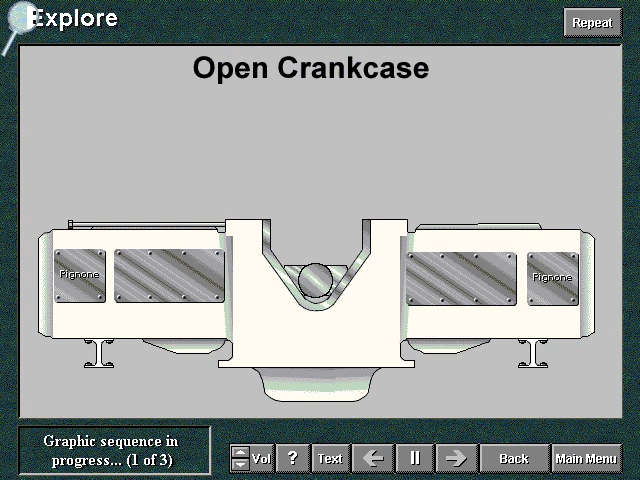 Explore
Repeat
Open Crankcase
Pignone
Pignone
Graphic sequence in
progress... (1 of 3)
Vol
?
Text
Back
Main Menu